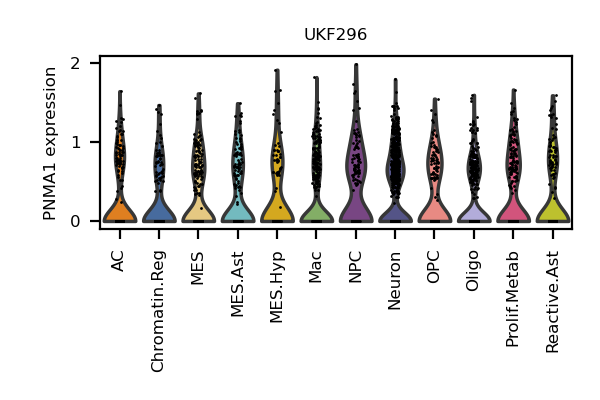 UKF296
PNMA1 expression
2
1
0
AC
Chromatin.Reg
MES
MES.Ast
MES.Hyp
Mac
NPC
Neuron
OPC
Oligo
Prolif.Metab
Reactive.Ast